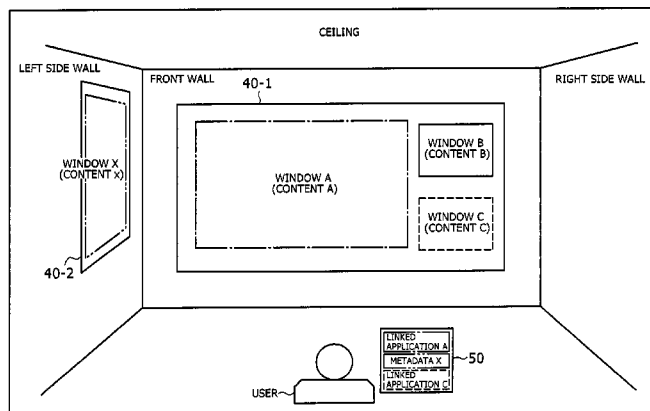 CEILING
LEFT SIDE WALL
FRONT WALL
RIGHT SIDE WALL
40-1
WINDOW X
(CONTENT X)
WINDOW A
(CONTENT A)
WINDOW B
(CONTENT B)
WINDOW C
(CONTENT C)
40-2
LINKED
APPLICATION A
METADATA X
LINKED
APPLICATION C
50
USER